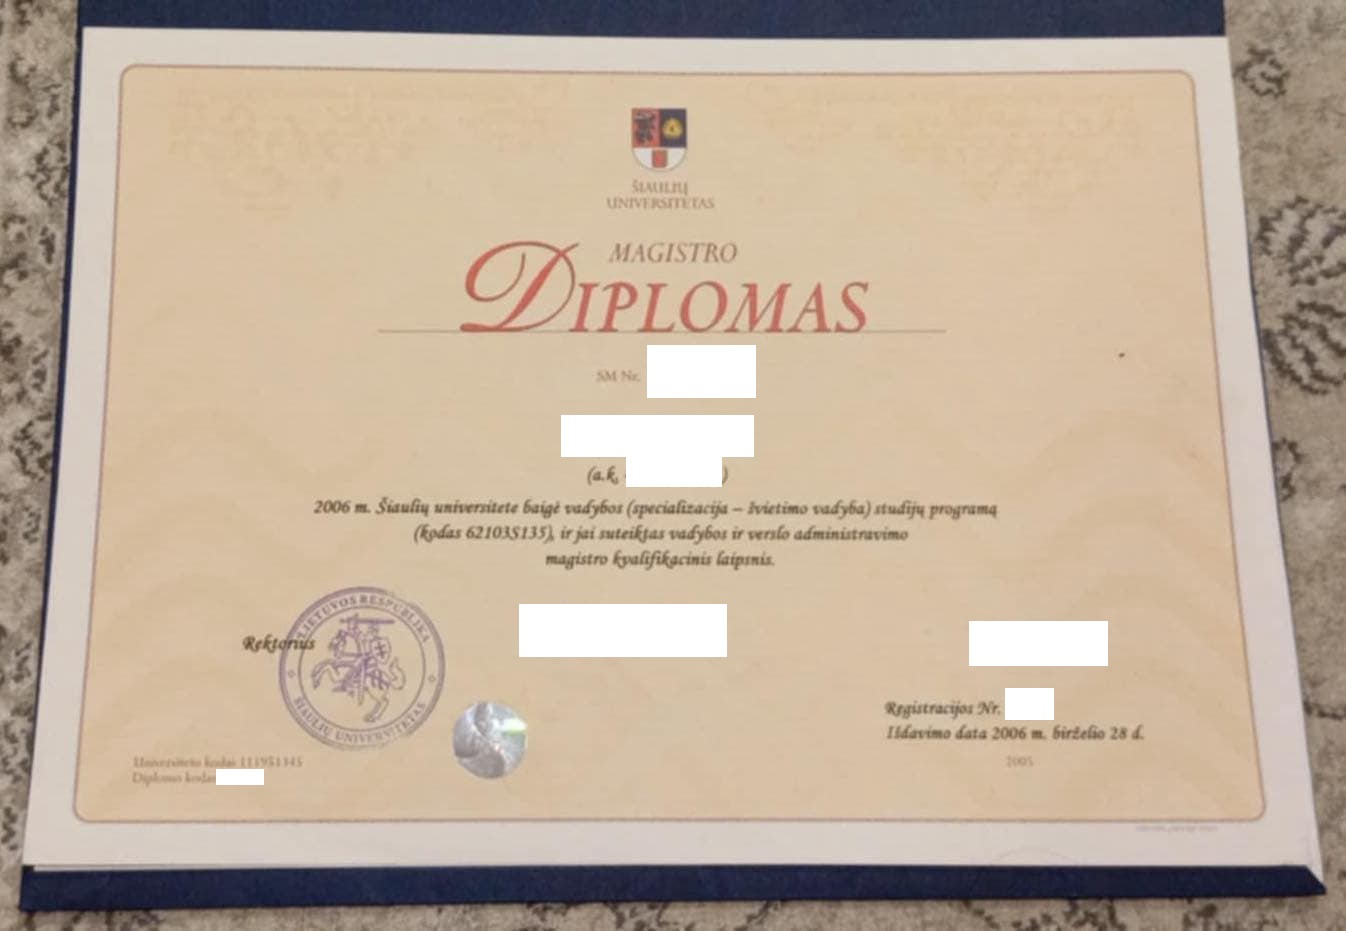 ŠIAULIŲ
UNIVERSITETAS
MAGISTRO
DIPLOMAS
SM Nr.
(a.k. )
2006 m. Šiaulių universitete baigė vadybos (specializacija – švietimo vadyba) studijų programą
(kodas 62103S135), ir jai suteiktas vadybos ir verslo administravimo
magistro kvalifikacinis laipsnis.
Rektorius
LIETUVOS RESPUBLIKA
ŠIAULIŲ UNIVERSITETAS
Registracijos Nr.
Išdavimo data 2006 m. birželio 28 d.
Universiteto kodas 111951345
Diplomo kodas
2005